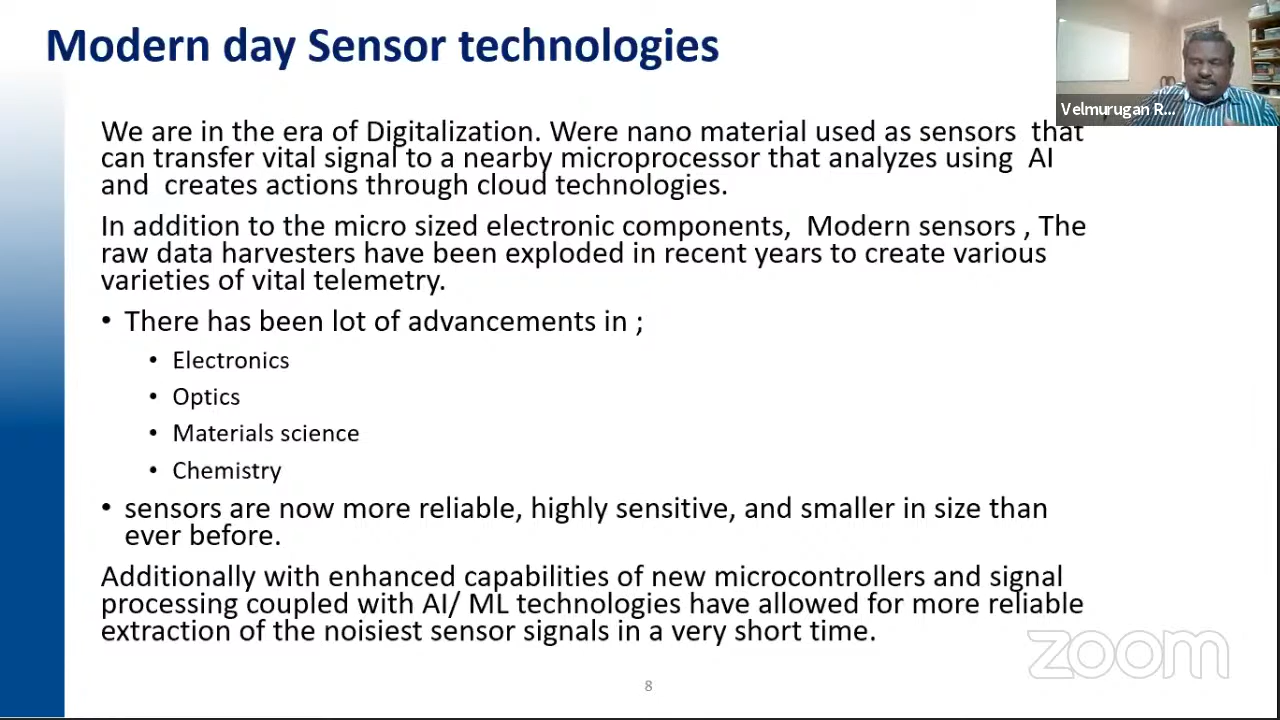 Modern day Sensor technologies
Velmurugan R...
We are in the era of Digitalization. Were nano material used as sensors that
can transfer vital signal to a nearby microprocessor that analyzes using AI
and creates actions through cloud technologies.
In addition to the micro sized electronic components, Modern sensors , The
raw data harvesters have been exploded in recent years to create various
varieties of vital telemetry.
• There has been lot of advancements in ;
• Electronics
• Optics
• Materials science
• Chemistry
• sensors are now more reliable, highly sensitive, and smaller in size than
ever before.
Additionally with enhanced capabilities of new microcontrollers and signal
processing coupled with AI/ ML technologies have allowed for more reliable
extraction of the noisiest sensor signals in a very short time.
zoom
8